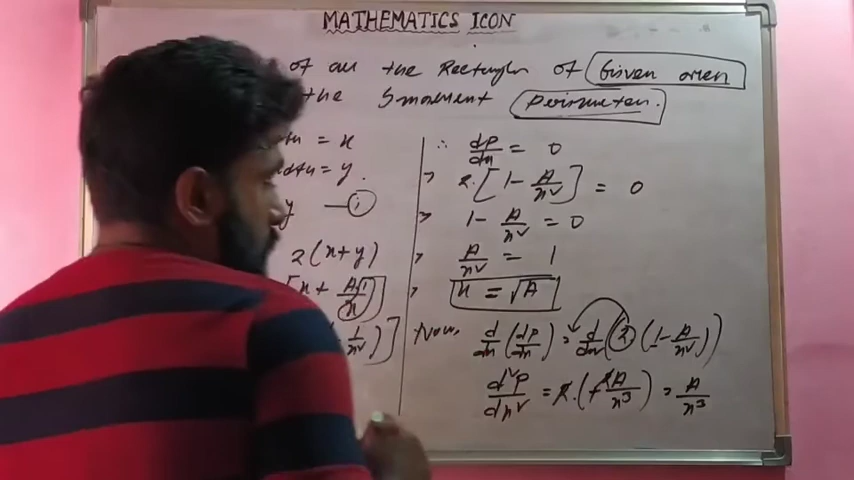 MATHEMATICS ICON
of all the Rectangles of Given area
the Smallest Perimeter.
= x
= y.
y — (i)
2(x+y)
[x + A/x]
1/x²)]
∴ dP/dx = 0
⇒ 2.[1 - A/x²] = 0
⇒ 1 - A/x² = 0
⇒ A/x² = 1
⇒ x = √A
Now, d/dx (dP/dx) = d/dx (2(1 - A/x²))
d²P/dx² = 2.(+2A/x³) = A/x³